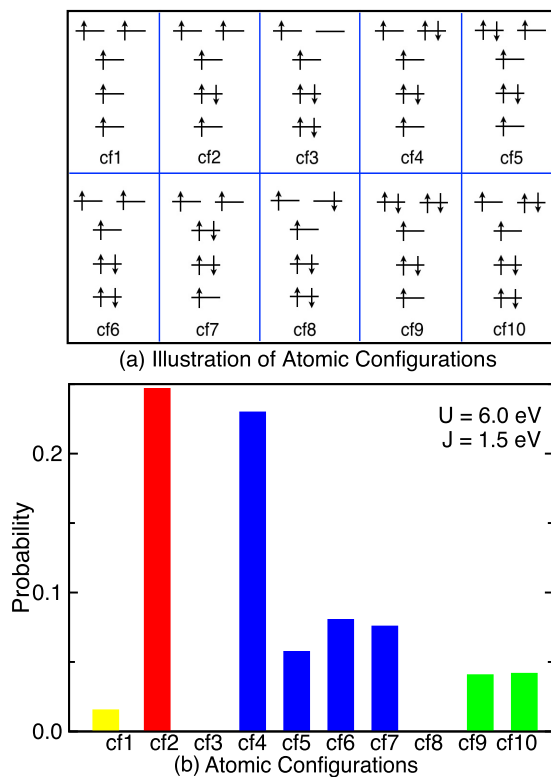 cf1 cf2 cf3 cf4 cf5
cf6 cf7 cf8 cf9 cf10
(a) Illustration of Atomic Configurations
U = 6.0 eV
J = 1.5 eV
0.2
0.1
0.0
Probability
cf1 cf2 cf3 cf4 cf5 cf6 cf7 cf8 cf9 cf10
(b) Atomic Configurations